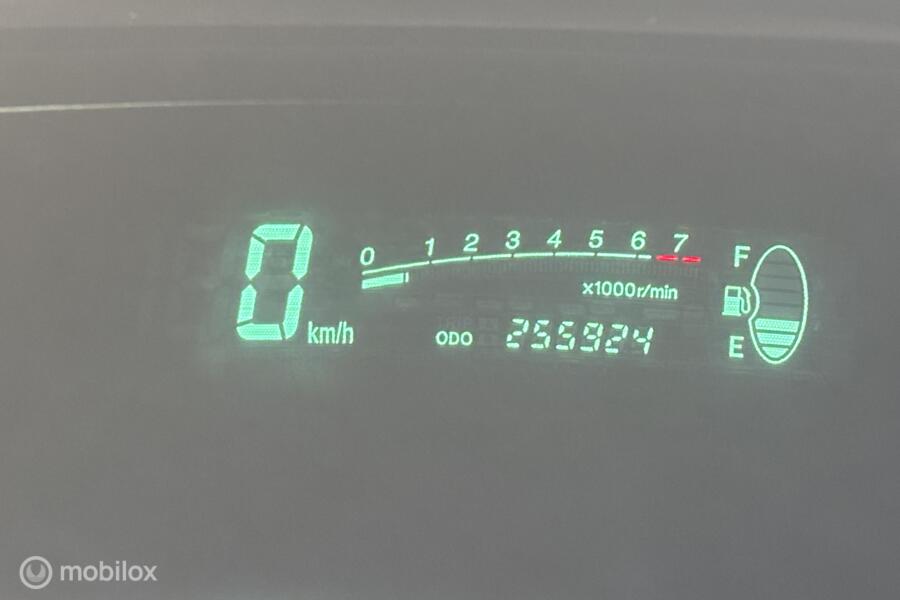 0 km/h
0 1 2 3 4 5 6 7
x1000r/min
ODO 255924
F
E
mobilox